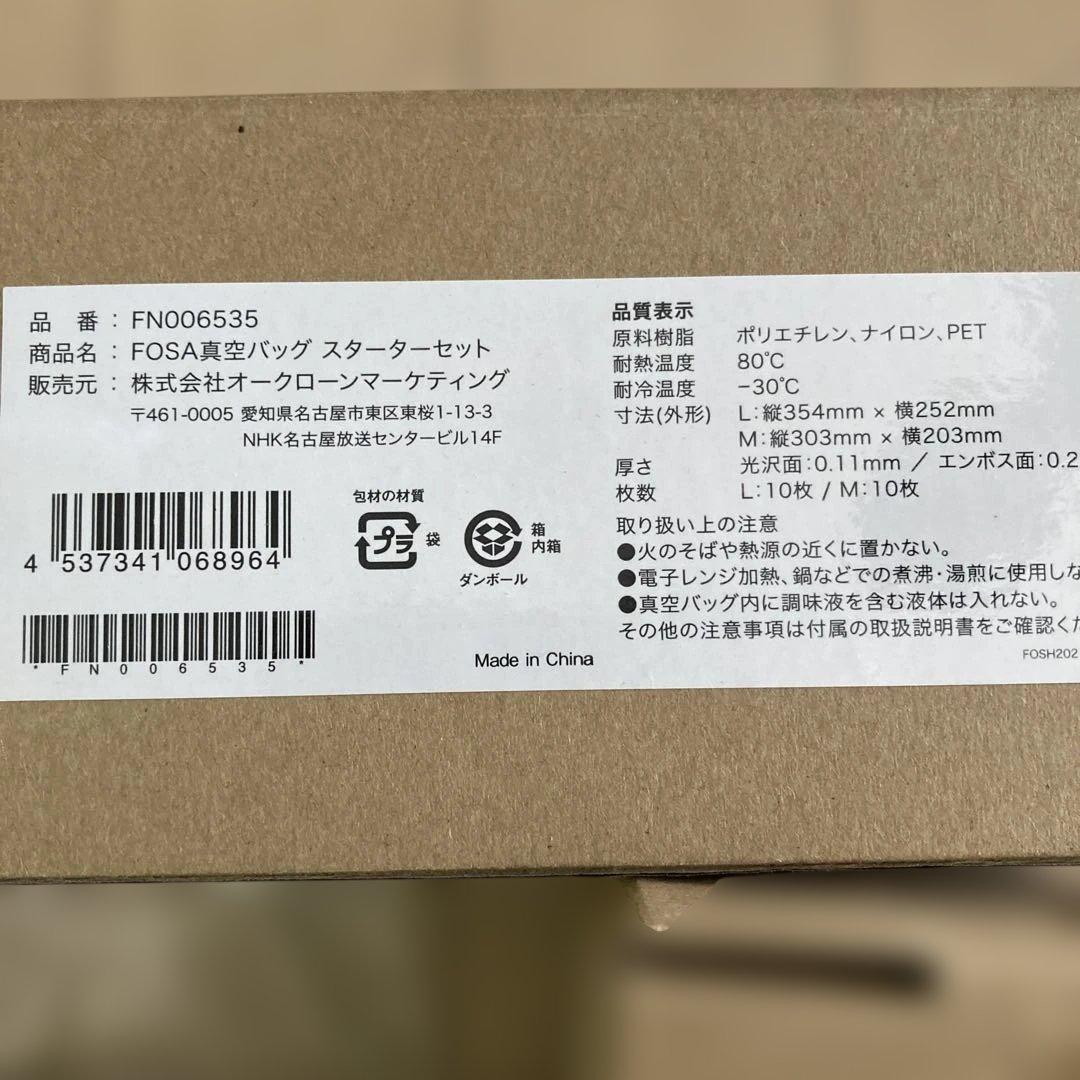 品　番 : FN006535
商品名 : FOSA真空バッグ スターターセット
販売元 : 株式会社オークローンマーケティング
〒461-0005 愛知県名古屋市東区東桜1-13-3
NHK名古屋放送センタービル14F
4 537341 068964
*FN006535*
包材の材質
プラ 袋
ダンボール
箱
内箱
Made in China
品質表示
原料樹脂 ポリエチレン、ナイロン、PET
耐熱温度 80℃
耐冷温度 −30℃
寸法(外形) L:縦354mm × 横252mm
M:縦303mm × 横203mm
厚さ 光沢面:0.11mm / エンボス面:0.2
枚数 L:10枚 / M:10枚
取り扱い上の注意
●火のそばや熱源の近くに置かない。
●電子レンジ加熱、鍋などでの煮沸・湯煎に使用しな
●真空バッグ内に調味液を含む液体は入れない。
その他の注意事項は付属の取扱説明書をご確認くだ
FOSH202